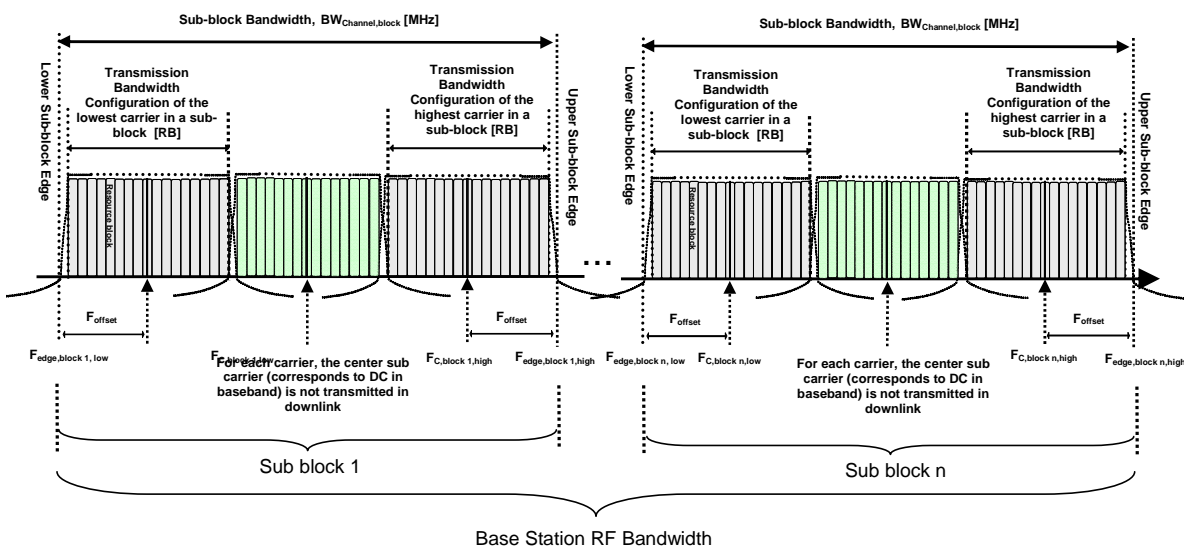 Sub-block Bandwidth, BWChannel,block [MHz]
Lower Sub-block Edge
Transmission
Bandwidth
Configuration of the
lowest carrier in a sub-
block [RB]
Transmission
Bandwidth
Configuration of the
highest carrier in a
sub-block [RB]
Upper Sub-block Edge
Resource block
Foffset
Foffset
Fedge,block 1, low
FC,block 1,low
FC,block 1,high
Fedge,block 1,high
For each carrier, the center sub
carrier (corresponds to DC in
baseband) is not transmitted in
downlink
Sub block 1
...
Sub-block Bandwidth, BWChannel,block [MHz]
Lower Sub-block Edge
Transmission
Bandwidth
Configuration of the
lowest carrier in a
sub-block [RB]
Transmission
Bandwidth
Configuration of the
highest carrier in a
sub-block [RB]
Upper Sub-block Edge
Resource block
Foffset
Foffset
Fedge,block n, low
FC,block n,low
FC,block n,high
Fedge,block n,high
For each carrier, the center sub
carrier (corresponds to DC in
baseband) is not transmitted in
downlink
Sub block n
Base Station RF Bandwidth